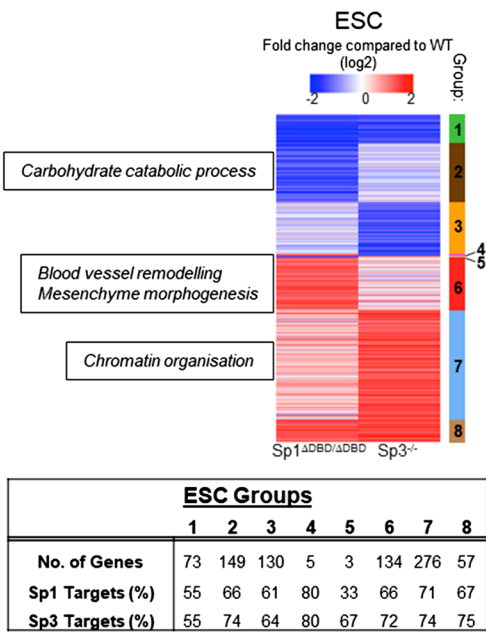 ESC
Fold change compared to WT
(log2)
-2 0 2
Group:
1
Carbohydrate catabolic process
2
3
4
5
Blood vessel remodelling
Mesenchyme morphogenesis
6
Chromatin organisation
7
8
Sp1ΔDBD/ΔDBD Sp3-/-
ESC Groups
1 2 3 4 5 6 7 8
No. of Genes 73 149 130 5 3 134 276 57
Sp1 Targets (%) 55 66 61 80 33 66 71 67
Sp3 Targets (%) 55 74 64 80 67 72 74 75